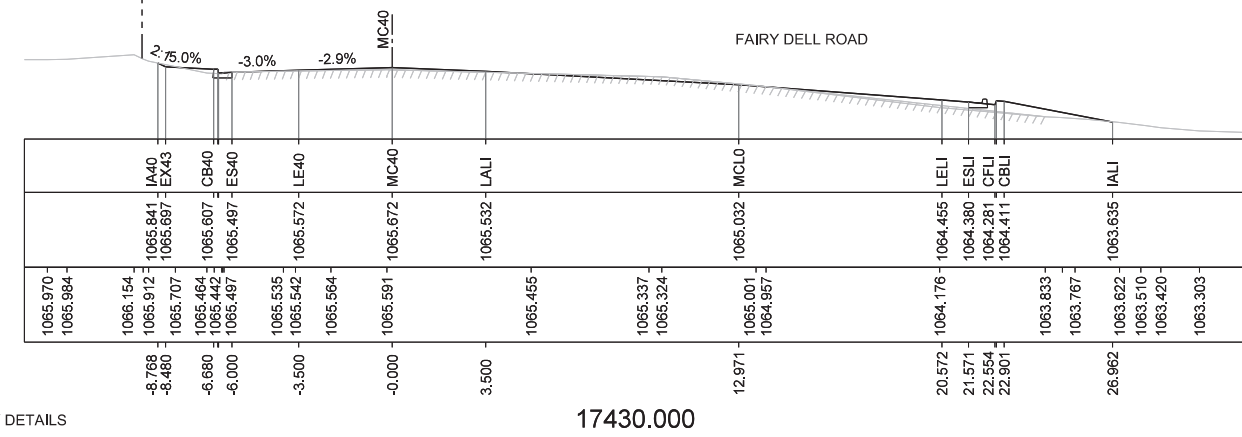 MC40
FAIRY DELL ROAD
5.0%
-3.0%
-2.9%
IA40 EX43 CB40 ES40 LE40 MC40 LALI MCL0 LELI ESLI CFLI CBLI IALI
1065.841 1065.697 1065.607 1065.497 1065.572 1065.672 1065.532 1065.032 1064.455 1064.380 1064.281 1064.411 1063.635
1065.970 1065.984 1066.154 1065.912 1065.707 1065.464 1065.442 1065.497 1065.535 1065.542 1065.564 1065.591 1065.455 1065.337 1065.324 1065.001 1064.957 1064.176 1063.833 1063.767 1063.622 1063.510 1063.420 1063.303
-8.768 -8.480 -6.680 -6.000 -3.500 -0.000 3.500 12.971 20.572 21.571 22.554 22.901 26.962
DETAILS
17430.000